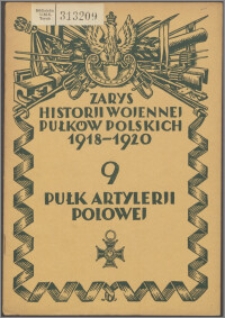 313209
ZARYS
HISTORJI WOJENNEJ
PUŁKÓW POLSKICH
1918-1920
9
PUŁK ARTYLERJI
POLOWEJ